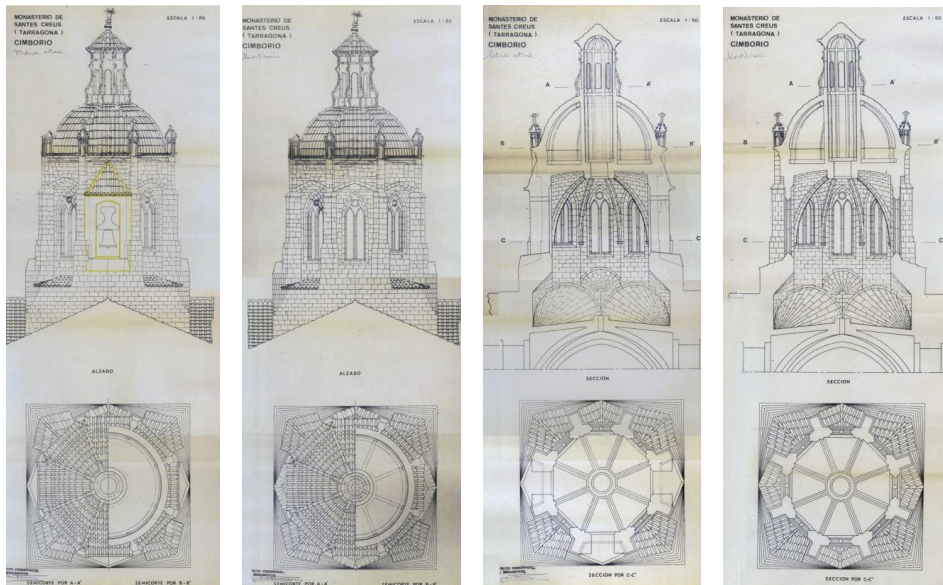 MONASTERIO DE
SANTES CREUS
( TARRAGONA )
CIMBORIO
ESCALA 1:50
ALZADO
SEMICORTE POR A-A'
SEMICORTE POR B-B'
MONASTERIO DE
SANTES CREUS
( TARRAGONA )
CIMBORIO
ESCALA 1:50
ALZADO
SEMICORTE POR A-A'
SEMICORTE POR B-B'
MONASTERIO DE
SANTES CREUS
( TARRAGONA )
CIMBORIO
Estado actual
ESCALA 1:50
A
A'
B
B'
C
C
SECCION
SECCION POR C-C'
MONASTERIO DE
SANTES CREUS
( TARRAGONA )
CIMBORIO
ESCALA 1:50
A
A'
B
B'
C
C
SECCION
SECCION POR C-C'